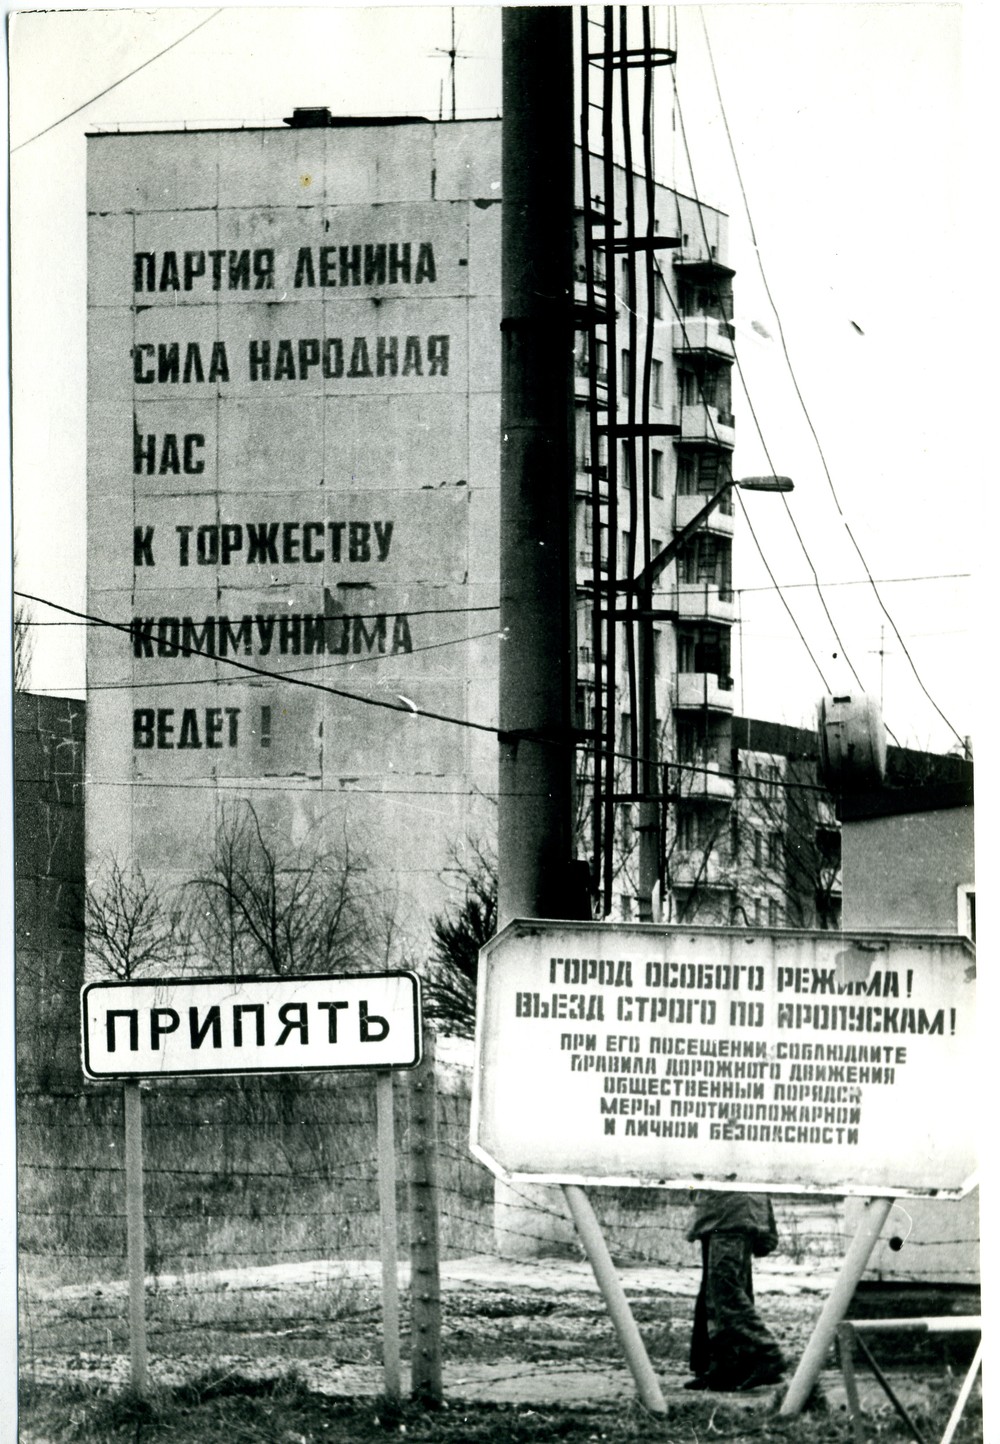 ПАРТИЯ ЛЕНИНА -
СИЛА НАРОДНАЯ
НАС
К ТОРЖЕСТВУ
КОММУНИЗМА
ВЕДЕТ !
ПРИПЯТЬ
ГОРОД ОСОБОГО РЕЖИМА!
ВЪЕЗД СТРОГО ПО ПРОПУСКАМ!
ПРИ ЕГО ПОСЕЩЕНИИ СОБЛЮДАЙТЕ
ПРАВИЛА ДОРОЖНОГО ДВИЖЕНИЯ
ОБЩЕСТВЕННЫЙ ПОРЯДОК
МЕРЫ ПРОТИВОПОЖАРНОЙ
И ЛИЧНОЙ БЕЗОПАСНОСТИ